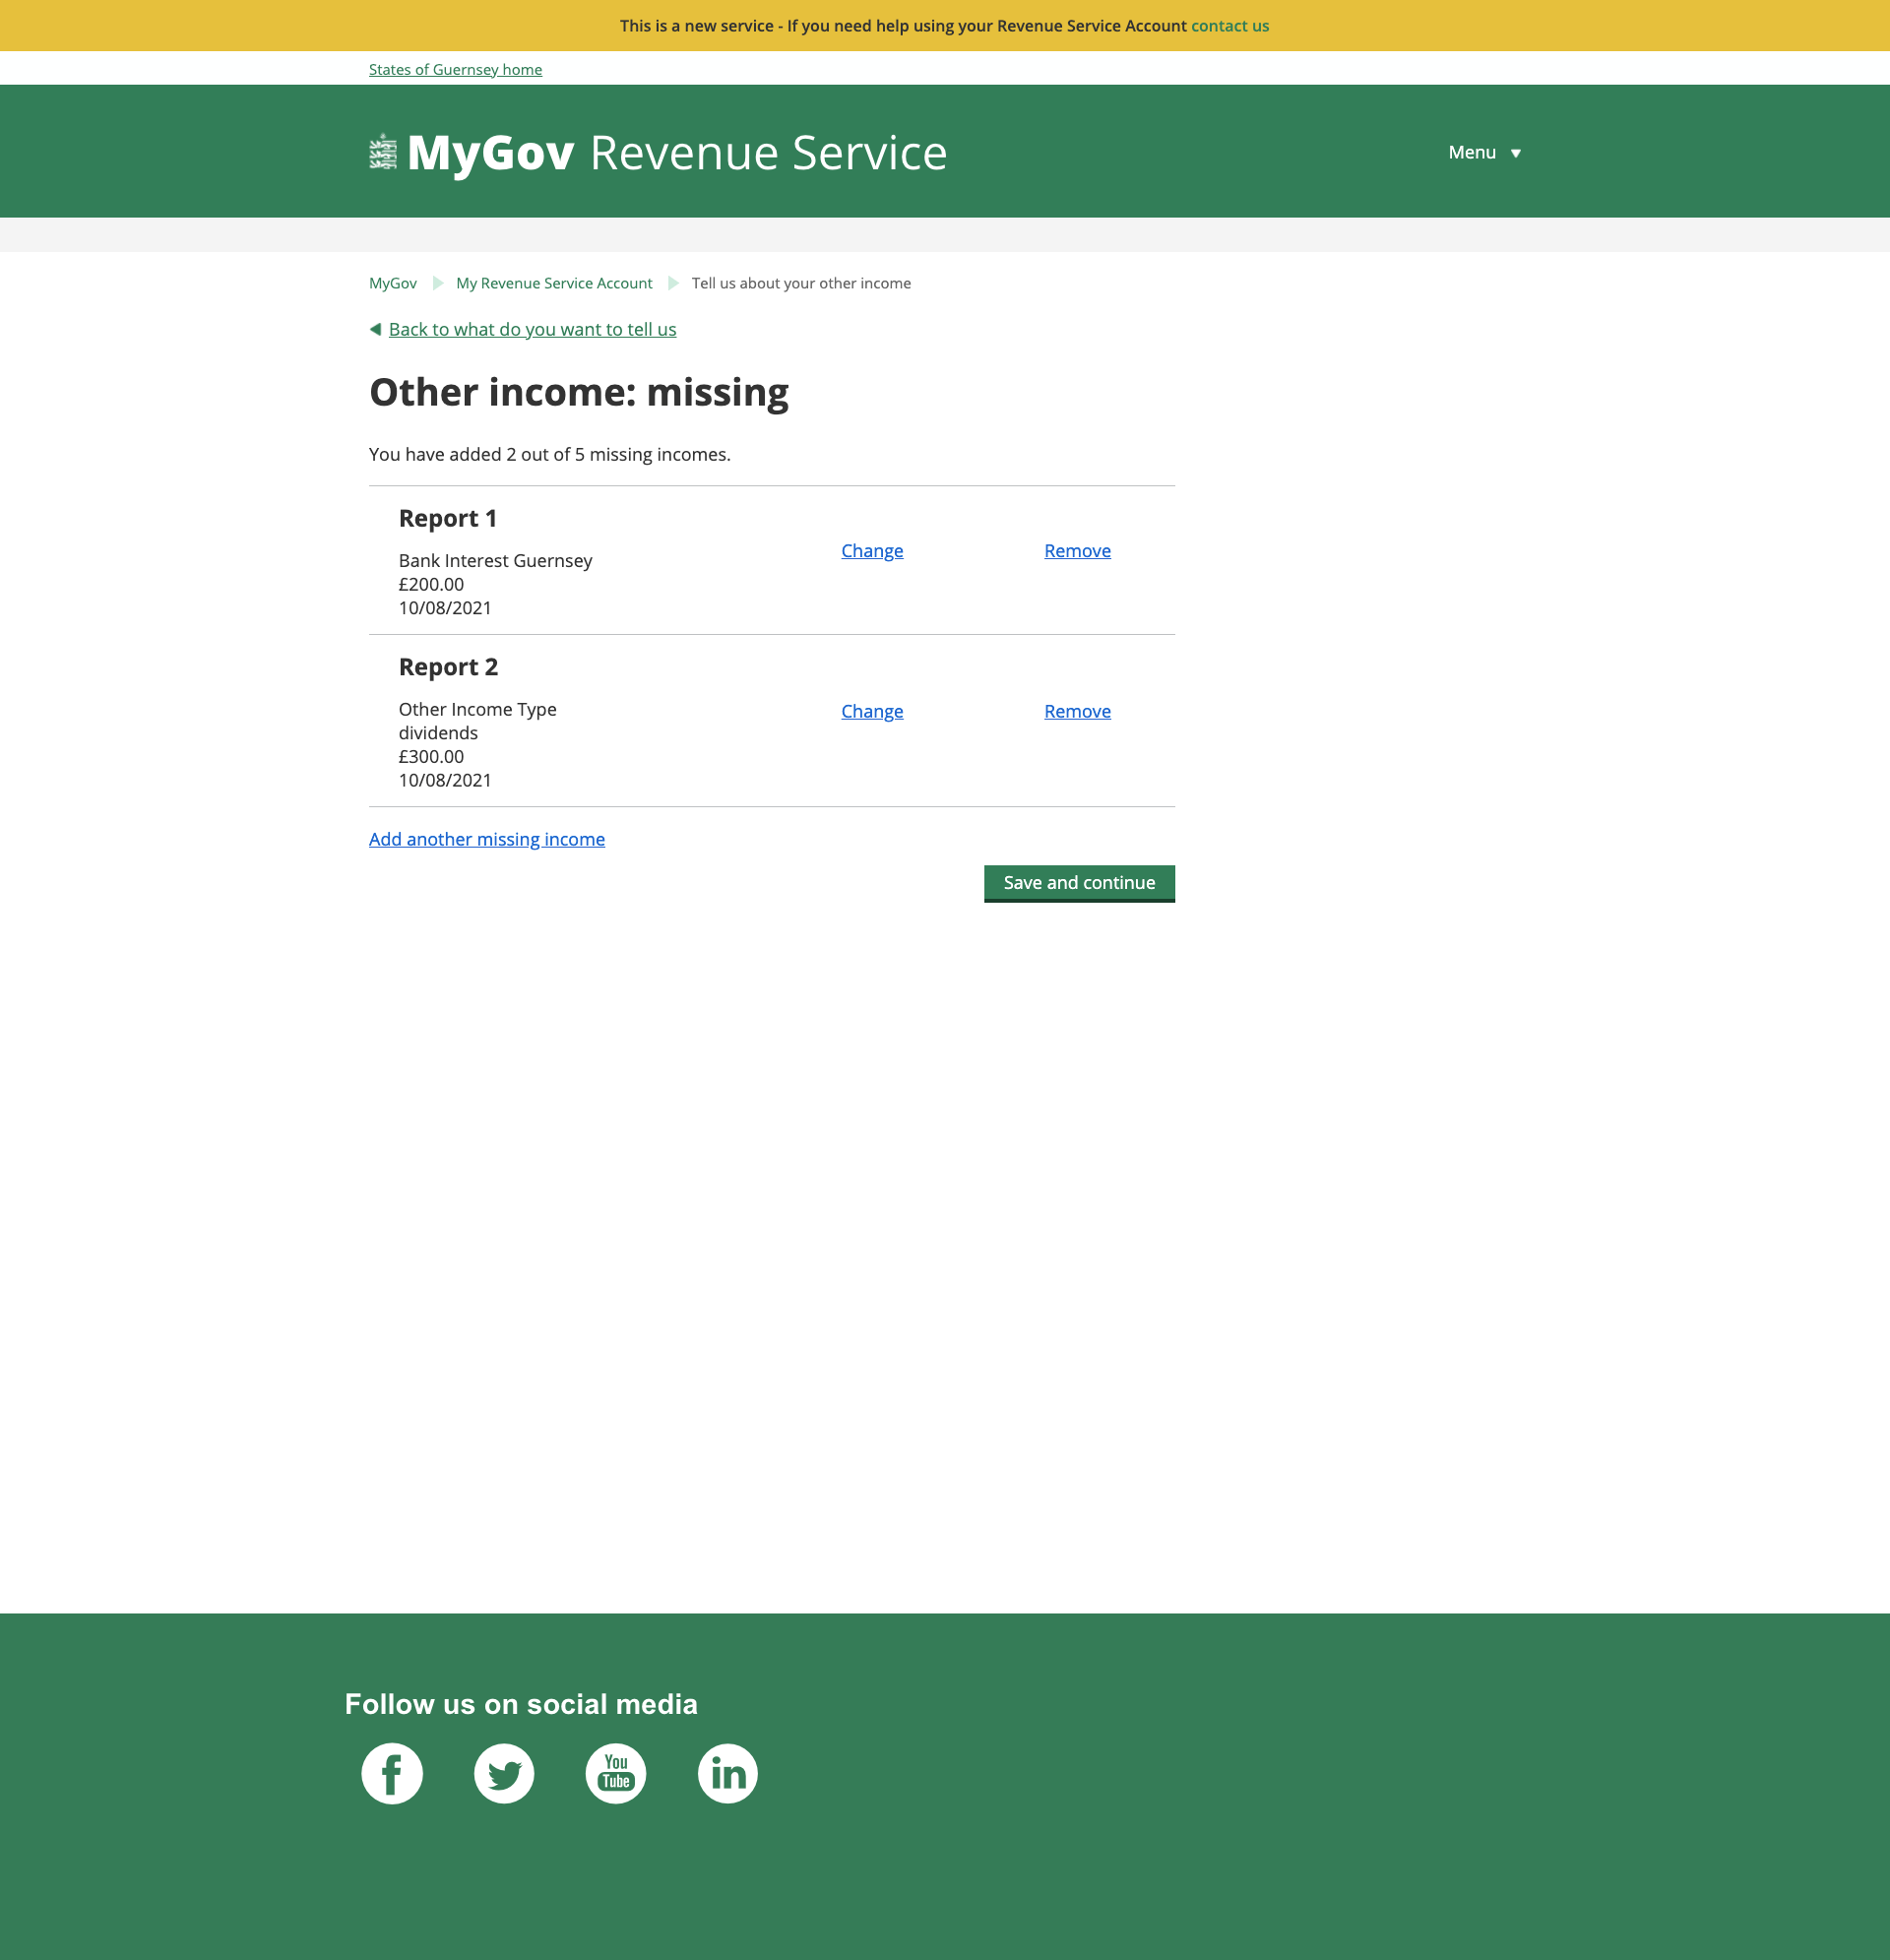 This is a new service - If you need help using your Revenue Service Account contact us
States of Guernsey home
MyGov Revenue Service
Menu
MyGov
My Revenue Service Account
Tell us about your other income
Back to what do you want to tell us
Other income: missing
You have added 2 out of 5 missing incomes.
Report 1
Bank Interest Guernsey
£200.00
10/08/2021
Change
Remove
Report 2
Other Income Type
dividends
£300.00
10/08/2021
Change
Remove
Add another missing income
Save and continue
Follow us on social media
f
You
Tube
in